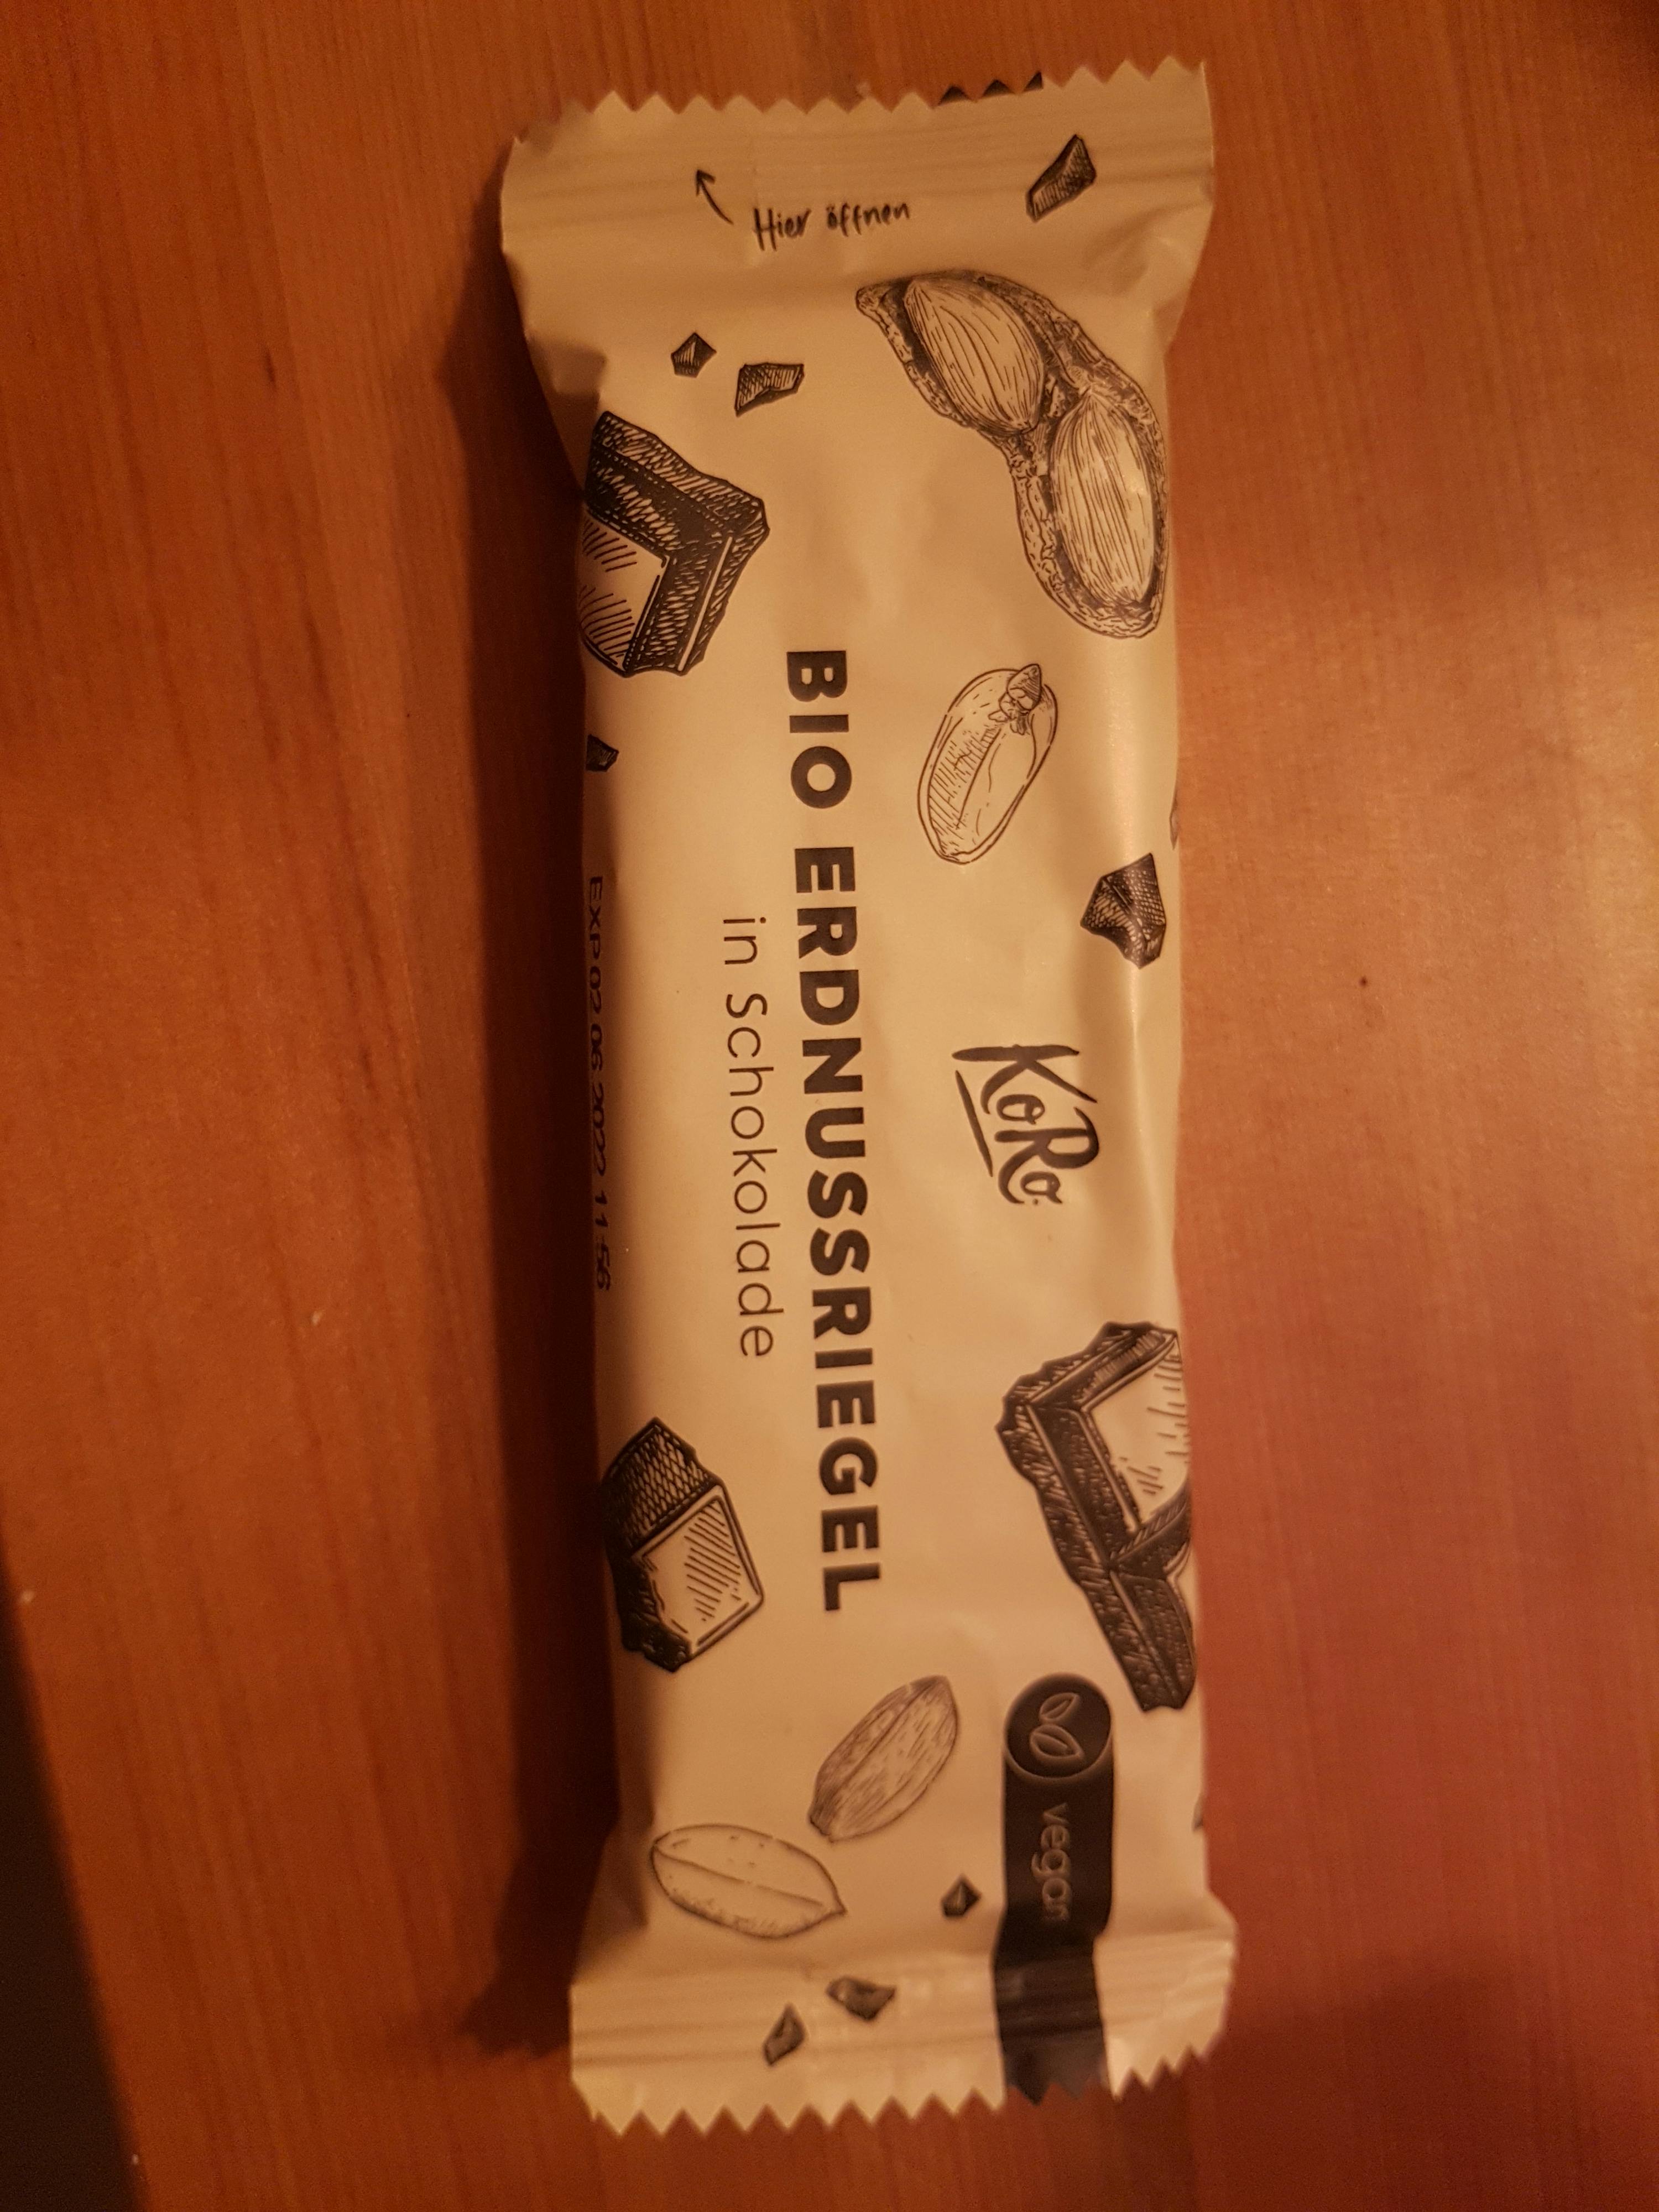 Hier öffnen
KoRo
BIO ERDNUSSRIEGEL
in Schokolade
vegan
EXP 02 06 2022 11:56